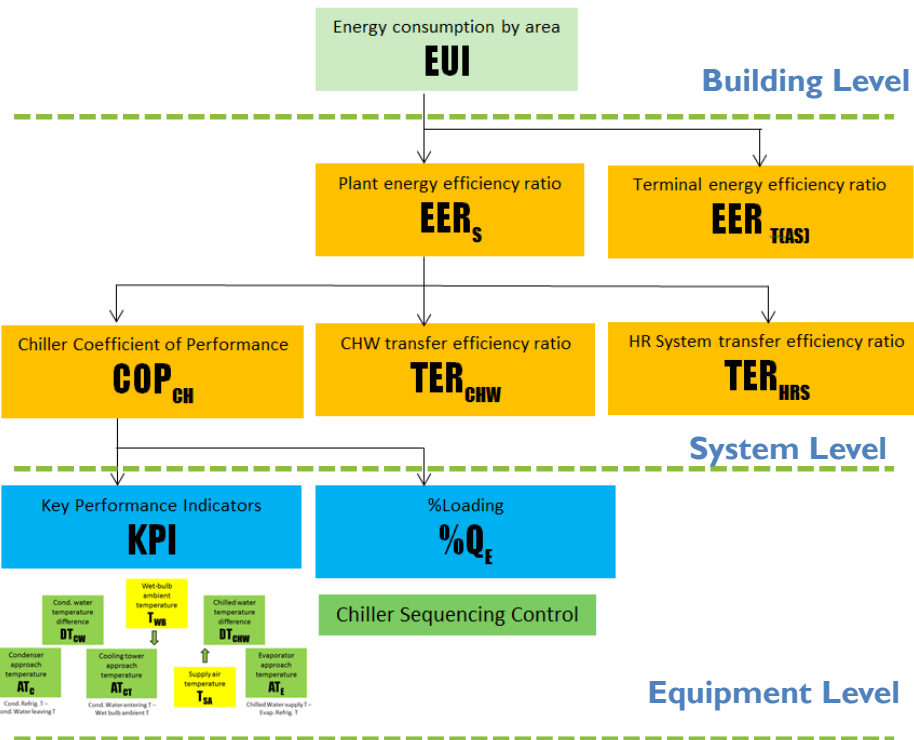 Energy consumption by area
EUI
Building Level
Plant energy efficiency ratio
EERS
Terminal energy efficiency ratio
EER T(AS)
Chiller Coefficient of Performance
COPCH
CHW transfer efficiency ratio
TERCHW
HR System transfer efficiency ratio
TERHRS
System Level
Key Performance Indicators
KPI
%Loading
%QE
Cond. water
temperature
difference
DTCW
Wet-bulb
ambient
temperature
TWB
Chilled water
temperature
difference
DTCHW
Chiller Sequencing Control
Condenser
approach
temperature
ATC
Cooling tower
approach
temperature
ATCT
Supply air
temperature
TSA
Evaporator
approach
temperature
ATE
Cond. Refrig. T –
ond. Water leaving T
Cond. Water entering T –
Wet bulb ambient T
Chilled Water supply T –
Evap. Refrig. T
Equipment Level